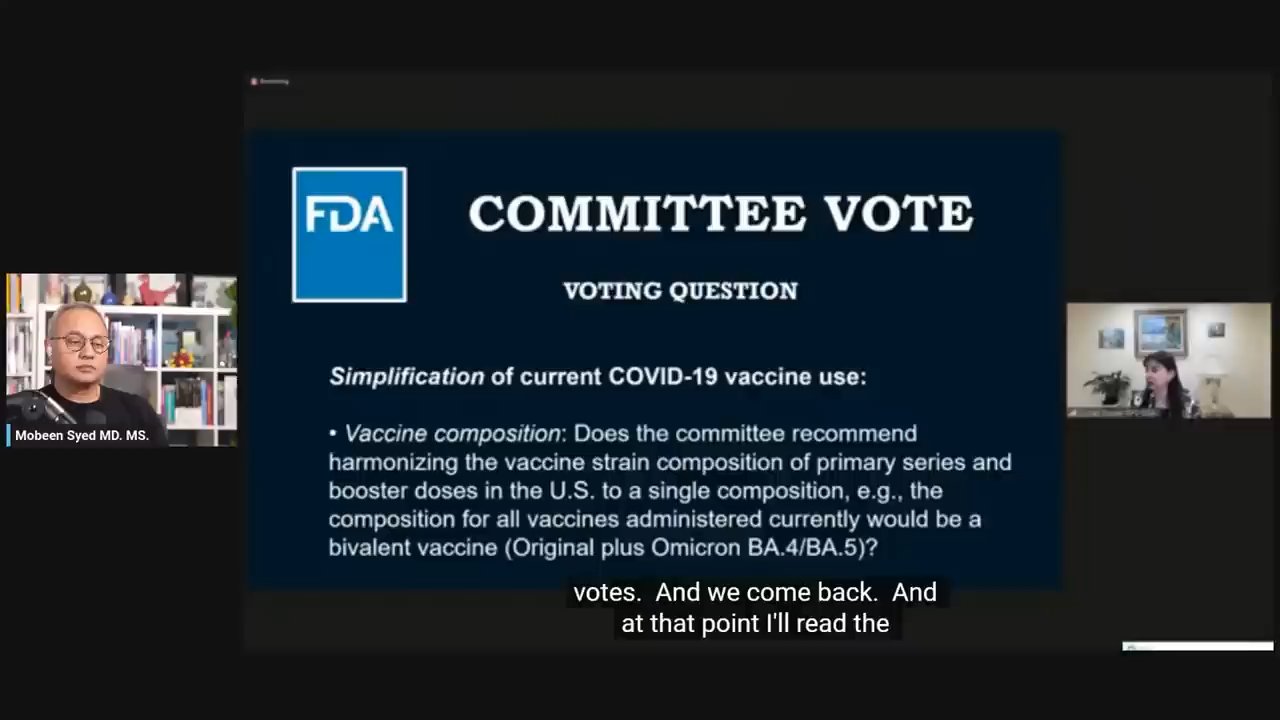 FDA
COMMITTEE VOTE
VOTING QUESTION
Simplification of current COVID-19 vaccine use:
• Vaccine composition: Does the committee recommend
harmonizing the vaccine strain composition of primary series and
booster doses in the U.S. to a single composition, e.g., the
composition for all vaccines administered currently would be a
bivalent vaccine (Original plus Omicron BA.4/BA.5)?
Mobeen Syed MD. MS.
votes. And we come back. And
at that point I'll read the